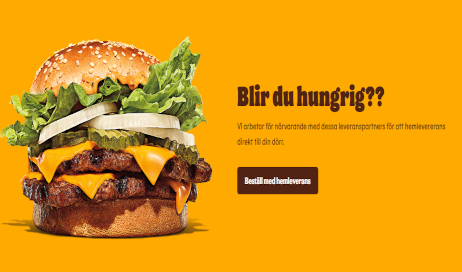 Blir du hungrig??
Vi arbetar för närvarande med dessa leveranspartners för att hemlevererans
direkt till din dörr.
Beställ med hemleverans